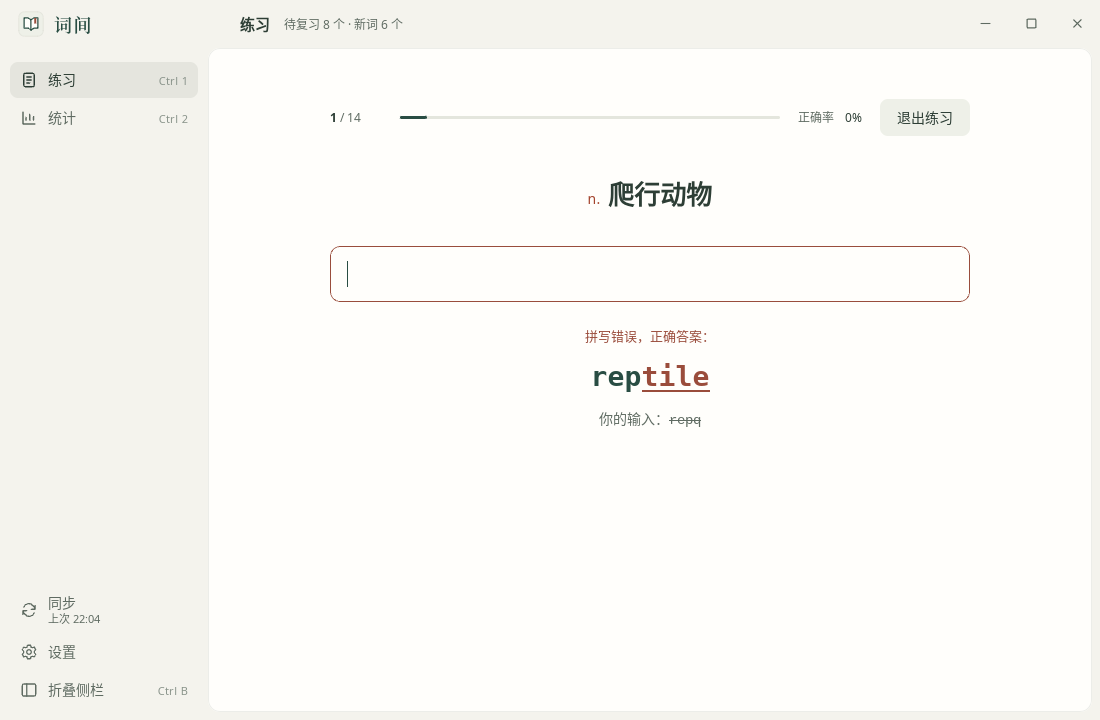 词间
练习 待复习 8 个 · 新词 6 个
练习 Ctrl 1
统计 Ctrl 2
1 / 14
正确率 0%
退出练习
n. 爬行动物
拼写错误，正确答案：
reptile
你的输入：repq
同步
上次 22:04
设置
折叠侧栏 Ctrl B